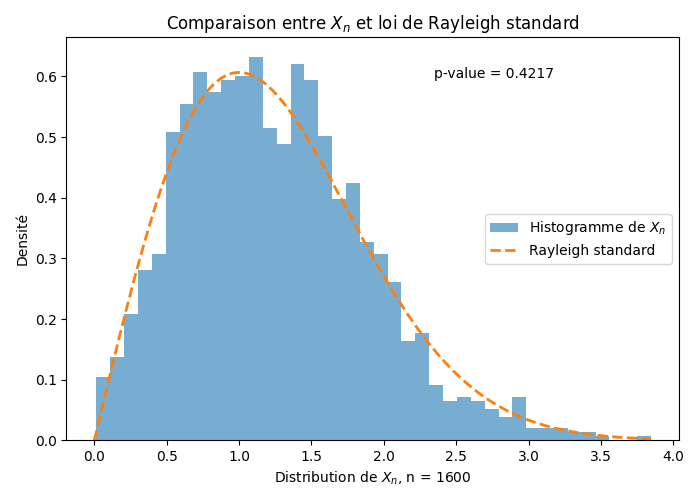 Comparaison entre Xₙ et loi de Rayleigh standard
p-value = 0.4217
Densité
0.6
0.5
0.4
0.3
0.2
0.1
0.0
Histogramme de Xₙ
Rayleigh standard
0.0 0.5 1.0 1.5 2.0 2.5 3.0 3.5 4.0
Distribution de Xₙ, n = 1600